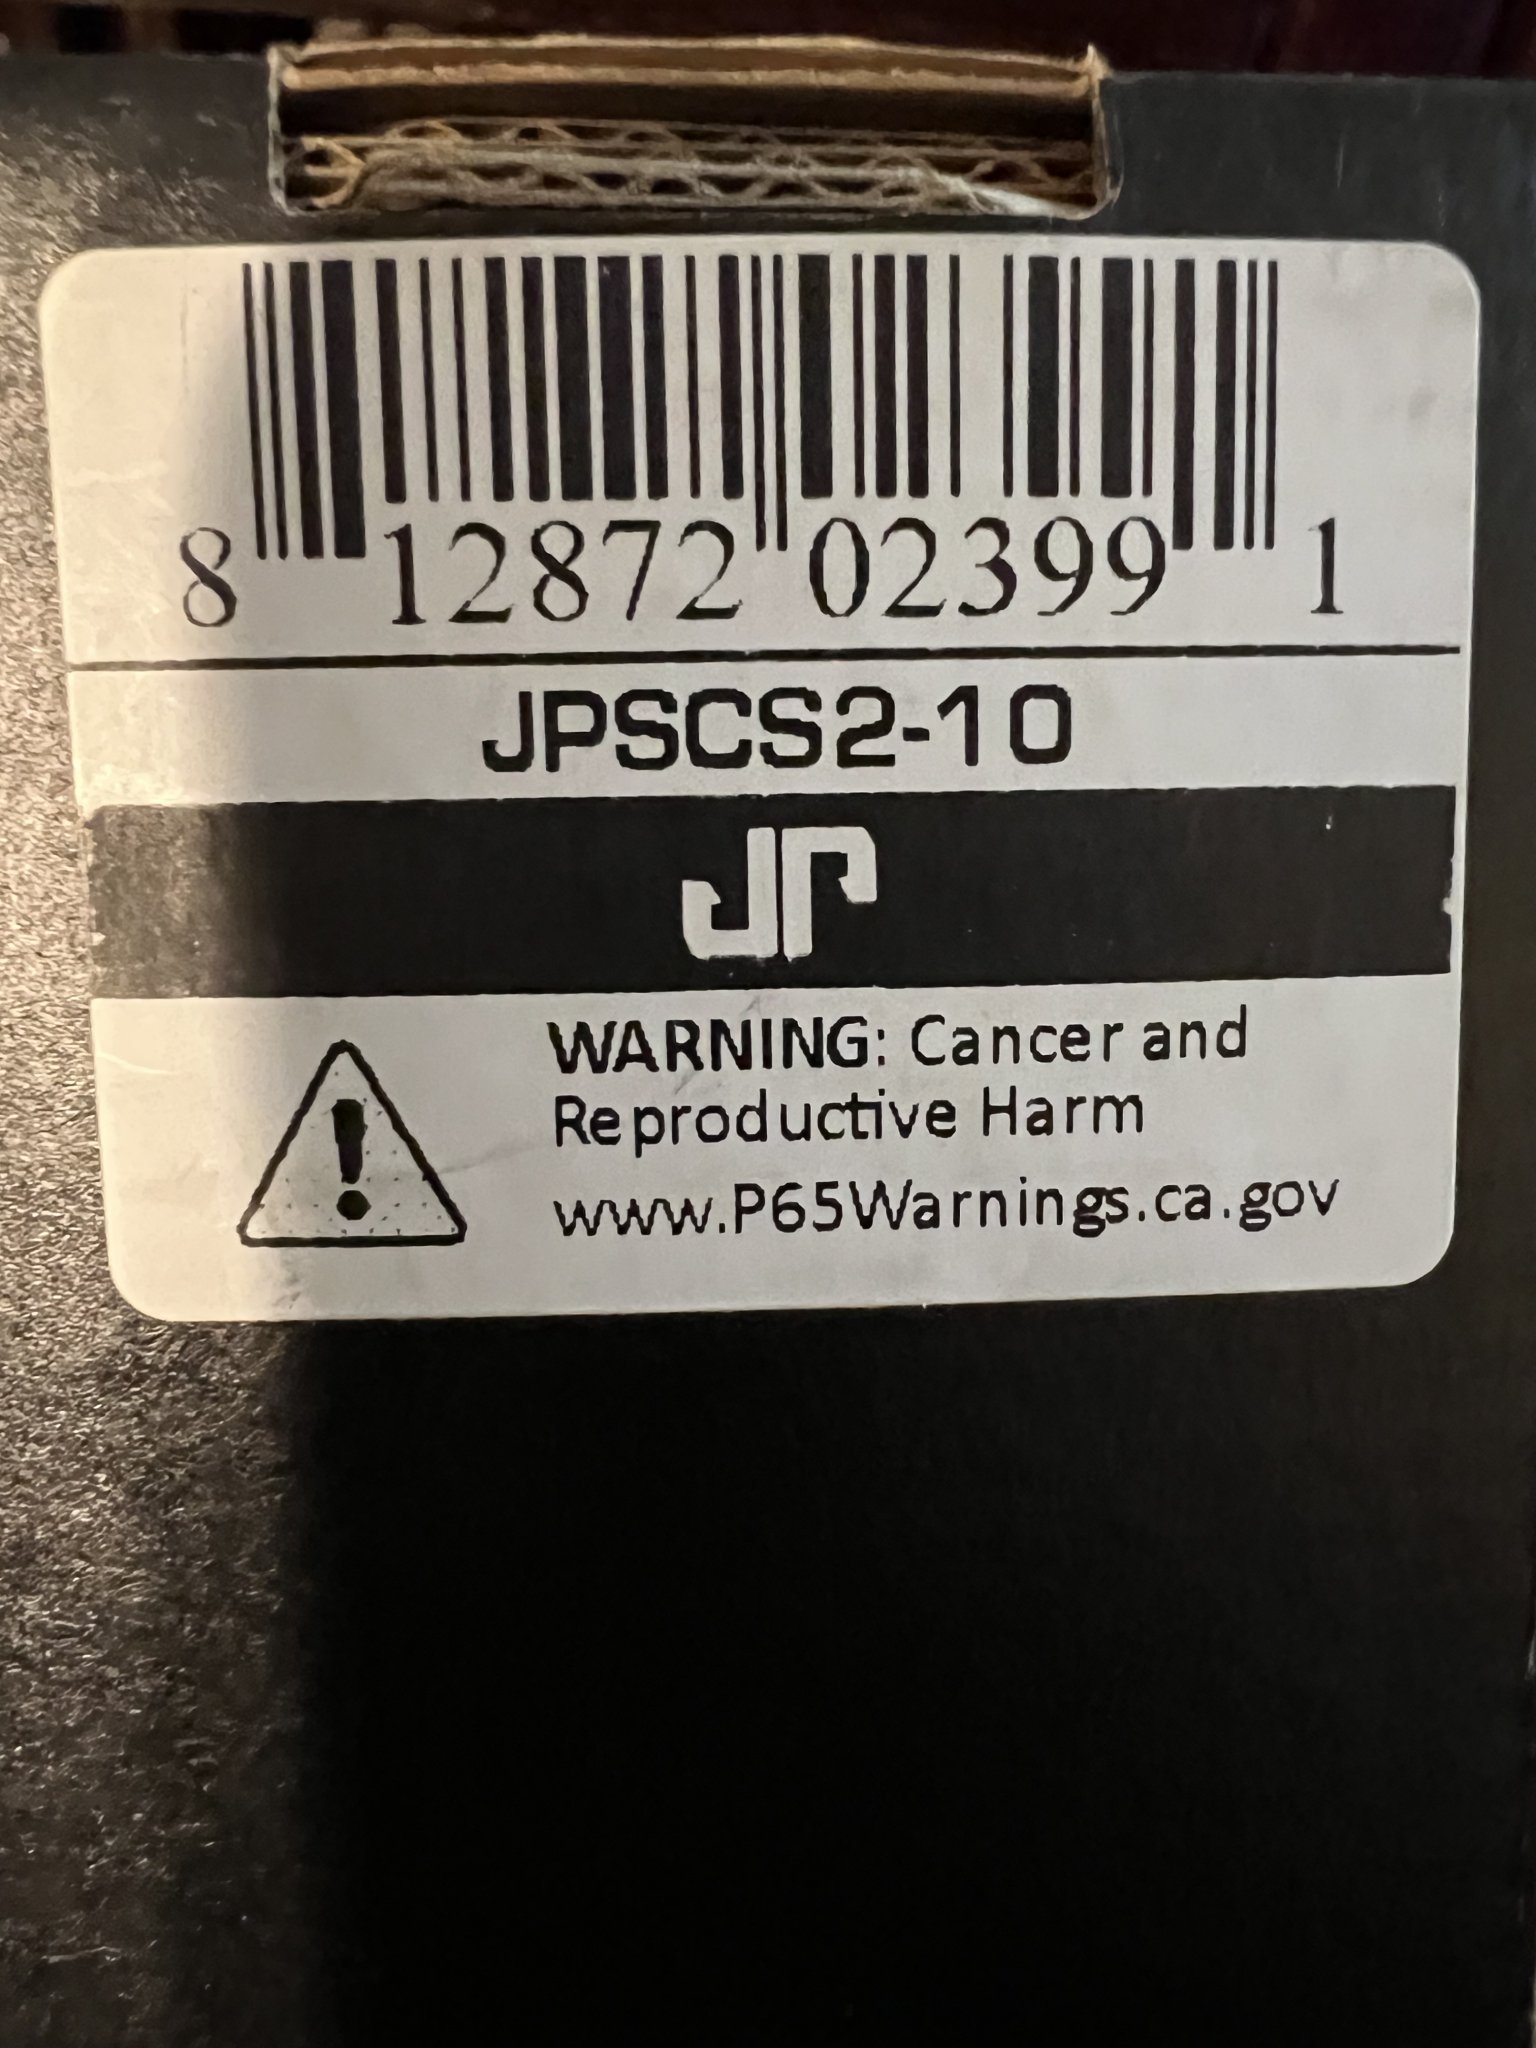 8 12872 02399 1
JPSCS2-10
JP
WARNING: Cancer and
Reproductive Harm
www.P65Warnings.ca.gov